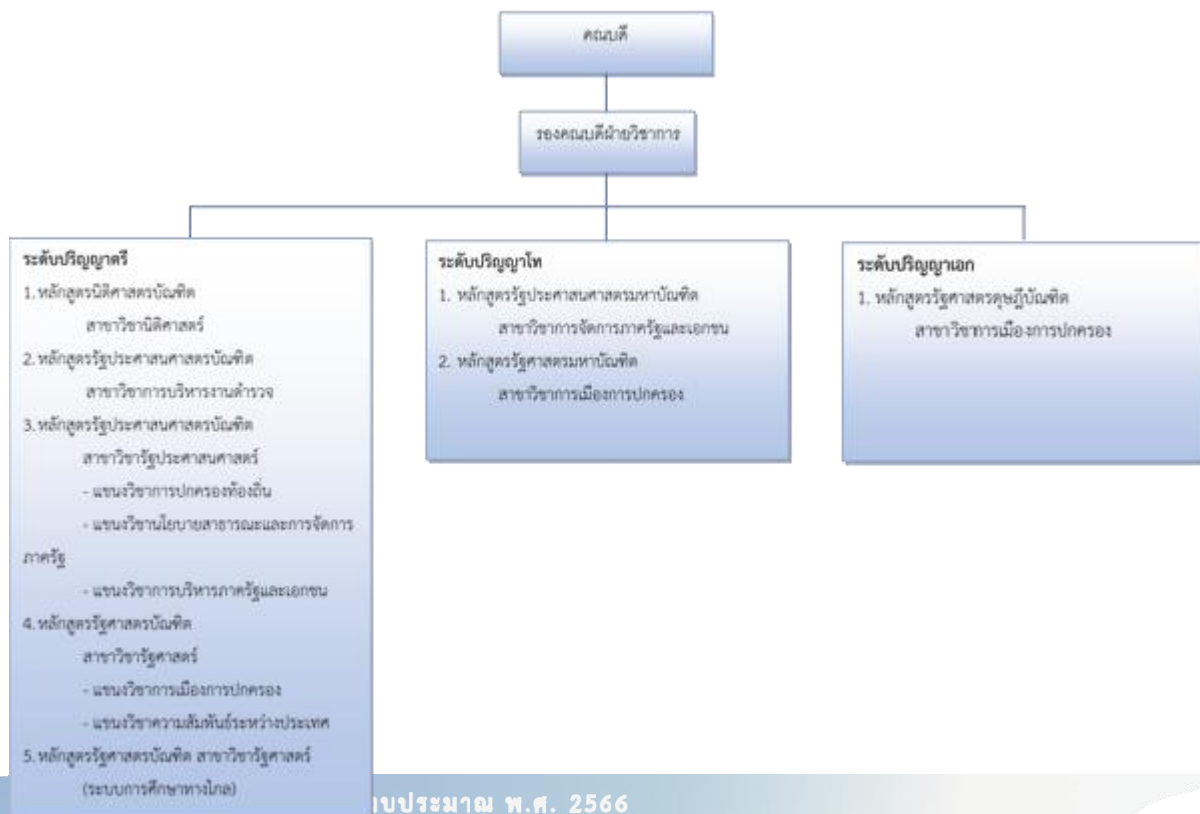 คณบดี
รองคณบดีฝ่ายวิชาการ
ระดับปริญญาตรี
1. หลักสูตรนิติศาสตรบัณฑิต
สาขาวิชานิติศาสตร์
2. หลักสูตรรัฐประศาสนศาสตรบัณฑิต
สาขาวิชาการบริหารงานตำรวจ
3. หลักสูตรรัฐประศาสนศาสตรบัณฑิต
สาขาวิชารัฐประศาสนศาสตร์
- แขนงวิชาการปกครองท้องถิ่น
- แขนงวิชานโยบายสาธารณะและการจัดการ
ภาครัฐ
- แขนงวิชาการบริหารภาครัฐและเอกชน
4. หลักสูตรรัฐศาสตรบัณฑิต
สาขาวิชารัฐศาสตร์
- แขนงวิชาการเมืองการปกครอง
- แขนงวิชาความสัมพันธ์ระหว่างประเทศ
5. หลักสูตรรัฐศาสตรบัณฑิต สาขาวิชารัฐศาสตร์
(ระบบการศึกษาทางไกล)
ระดับปริญญาโท
1. หลักสูตรรัฐประศาสนศาสตรมหาบัณฑิต
สาขาวิชาการจัดการภาครัฐและเอกชน
2. หลักสูตรรัฐศาสตรมหาบัณฑิต
สาขาวิชาการเมืองการปกครอง
ระดับปริญญาเอก
1. หลักสูตรรัฐศาสตรดุษฎีบัณฑิต
สาขาวิชาการเมืองการปกครอง
บประมาณ พ.ศ. 2566